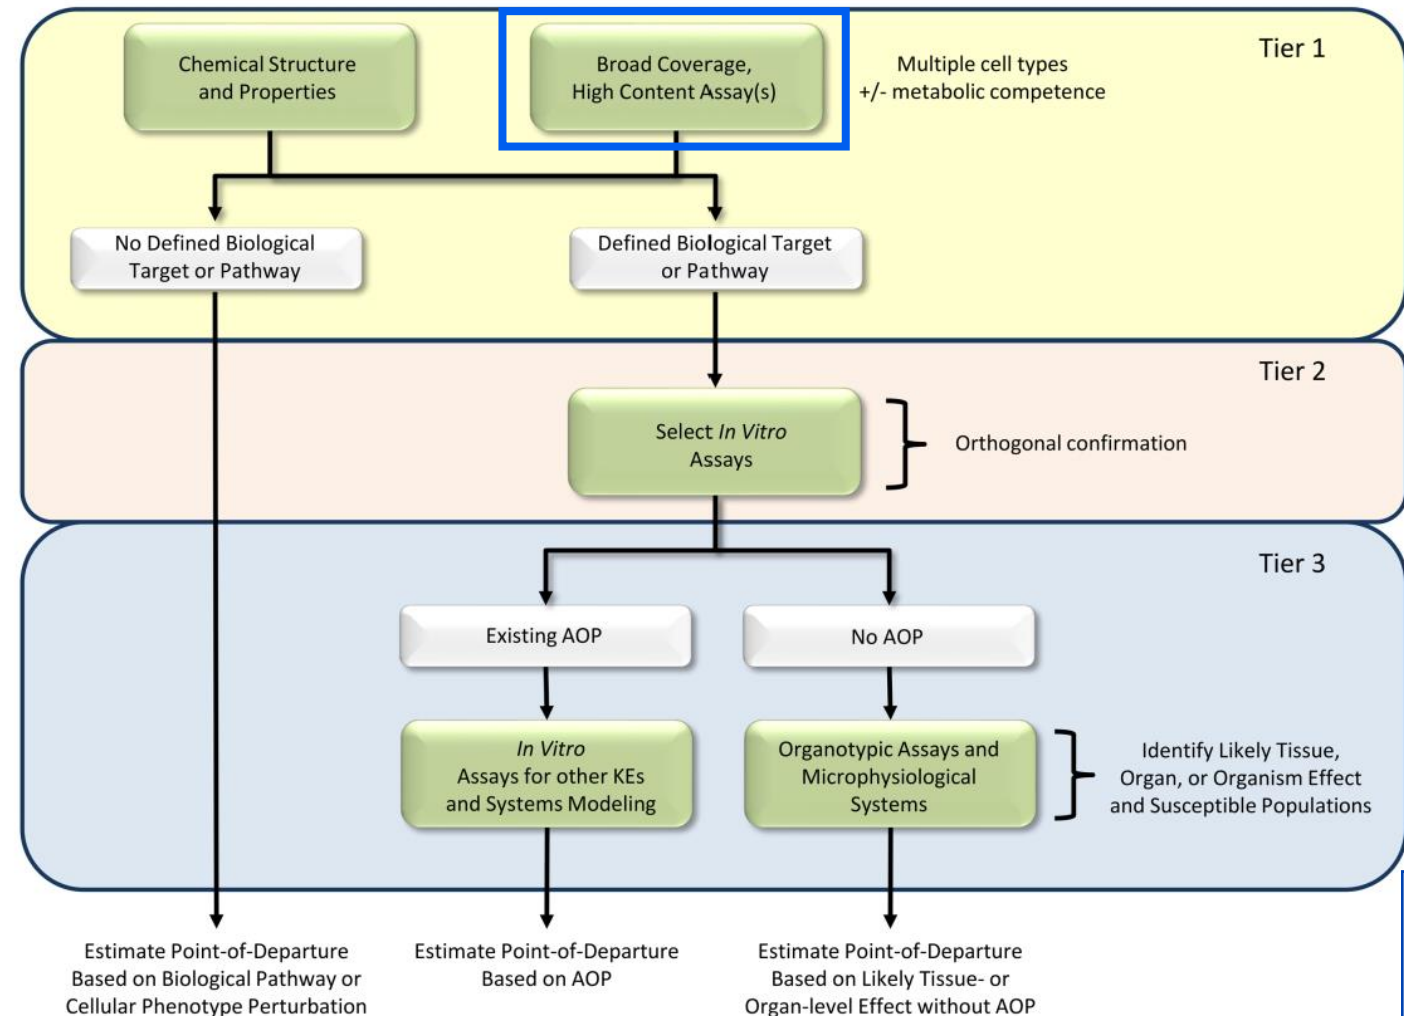 Tier 1
Chemical Structure
and Properties
Broad Coverage,
High Content Assay(s)
Multiple cell types
+/- metabolic competence
No Defined Biological
Target or Pathway
Defined Biological Target
or Pathway
Tier 2
Select In Vitro
Assays
Orthogonal confirmation
Tier 3
Existing AOP
No AOP
In Vitro
Assays for other KEs
and Systems Modeling
Organotypic Assays and
Microphysiological
Systems
Identify Likely Tissue,
Organ, or Organism Effect
and Susceptible Populations
Estimate Point-of-Departure
Based on Biological Pathway or
Cellular Phenotype Perturbation
Estimate Point-of-Departure
Based on AOP
Estimate Point-of-Departure
Based on Likely Tissue- or
Organ-level Effect without AOP